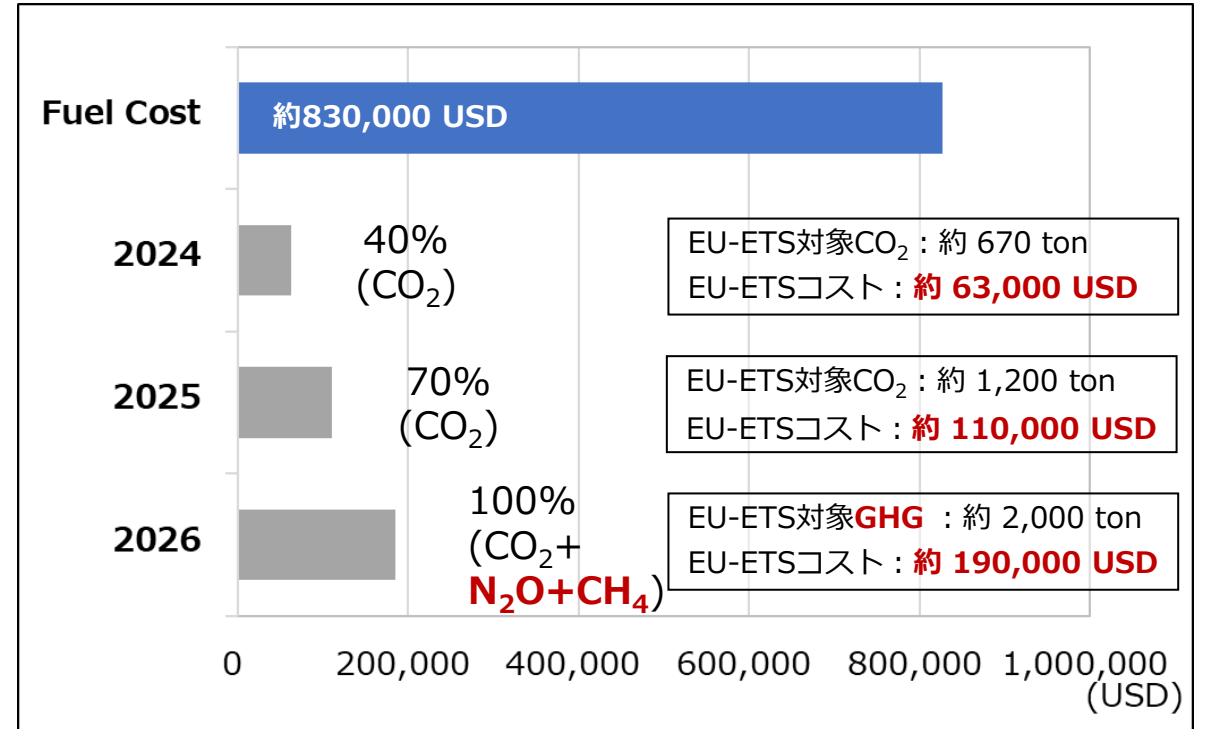 Fuel Cost
約830,000 USD
2024
40%
(CO₂)
EU-ETS対象CO₂：約 670 ton
EU-ETSコスト：約 63,000 USD
2025
70%
(CO₂)
EU-ETS対象CO₂：約 1,200 ton
EU-ETSコスト：約 110,000 USD
2026
100%
(CO₂+
N₂O+CH₄)
EU-ETS対象GHG ：約 2,000 ton
EU-ETSコスト：約 190,000 USD
0 200,000 400,000 600,000 800,000 1,000,000
(USD)